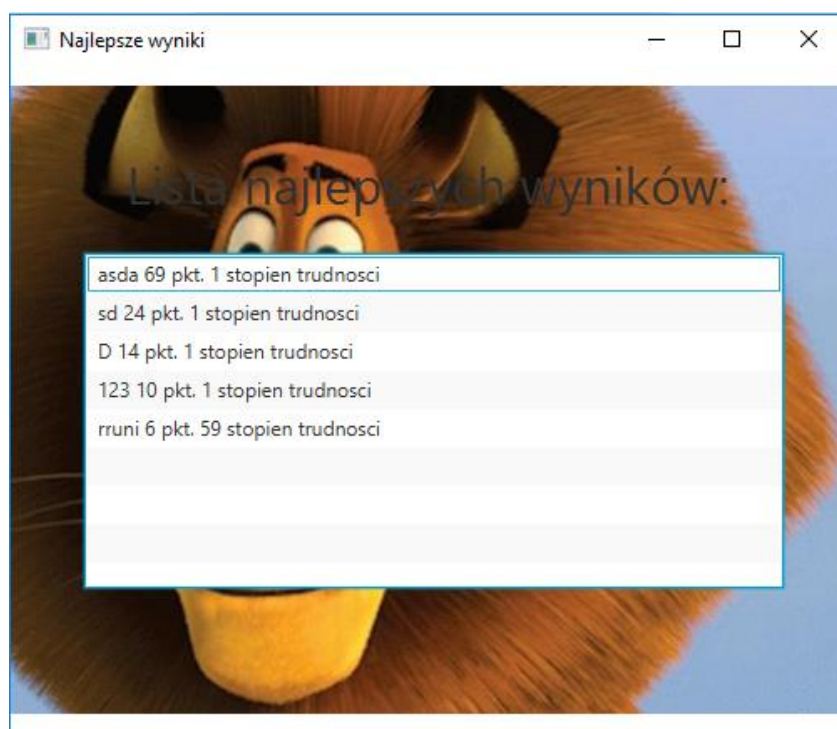 Najlepsze wyniki
Lista najlepszych wyników:
asda 69 pkt. 1 stopien trudnosci
sd 24 pkt. 1 stopien trudnosci
D 14 pkt. 1 stopien trudnosci
123 10 pkt. 1 stopien trudnosci
rruni 6 pkt. 59 stopien trudnosci